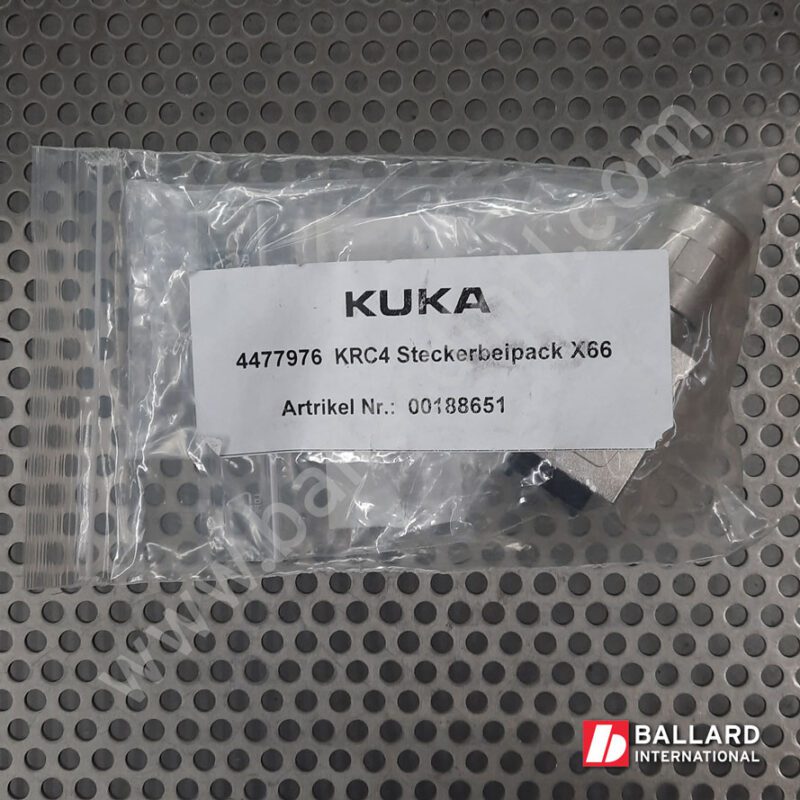 KUKA
4477976 KRC4 Steckerbeipack X66
Artrikel Nr.: 00188651
BALLARD
INTERNATIONAL